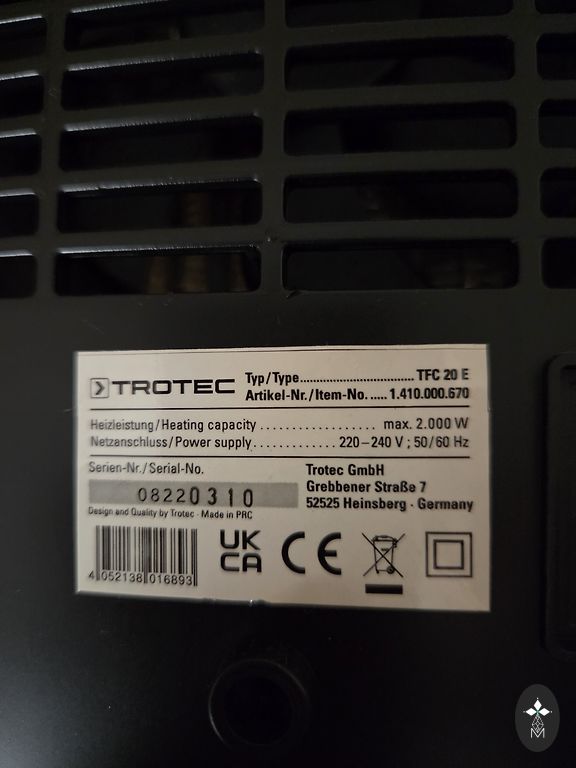 TROTEC
Typ/Type.................................... TFC 20 E
Artikel-Nr./Item-No. ..... 1.410.000.670
Heizleistung/Heating capacity .................. max. 2.000 W
Netzanschluss/Power supply............ 220–240 V ; 50/60 Hz
Serien-Nr./Serial-No.
08220310
Design and Quality by Trotec · Made in PRC
Trotec GmbH
Grebbener Straße 7
52525 Heinsberg · Germany
4 052138 016893
UK
CA
CE
M